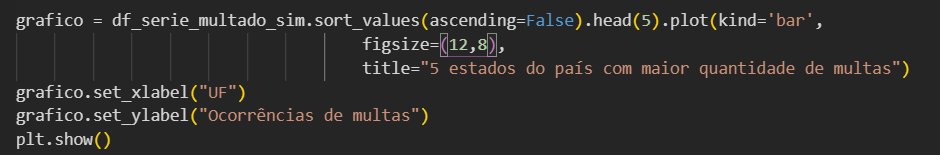 grafico = df_serie_multado_sim.sort_values(ascending=False).head(5).plot(kind='bar',
figsize=(12,8),
title="5 estados do país com maior quantidade de multas")
grafico.set_xlabel("UF")
grafico.set_ylabel("Ocorrências de multas")
plt.show()